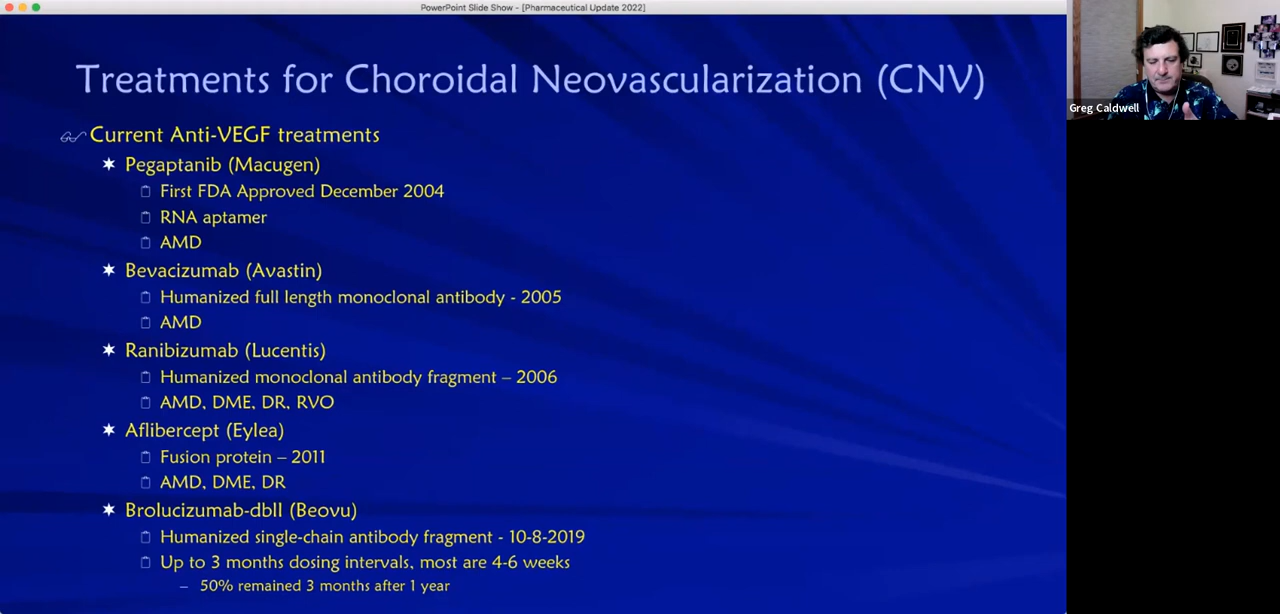 PowerPoint Slide Show - [Pharmaceutical Update 2022]
Treatments for Choroidal Neovascularization (CNV)
Current Anti-VEGF treatments
Pegaptanib (Macugen)
First FDA Approved December 2004
RNA aptamer
AMD
Bevacizumab (Avastin)
Humanized full length monoclonal antibody - 2005
AMD
Ranibizumab (Lucentis)
Humanized monoclonal antibody fragment – 2006
AMD, DME, DR, RVO
Aflibercept (Eylea)
Fusion protein – 2011
AMD, DME, DR
Brolucizumab-dbll (Beovu)
Humanized single-chain antibody fragment - 10-8-2019
Up to 3 months dosing intervals, most are 4-6 weeks
– 50% remained 3 months after 1 year
Greg Caldwell